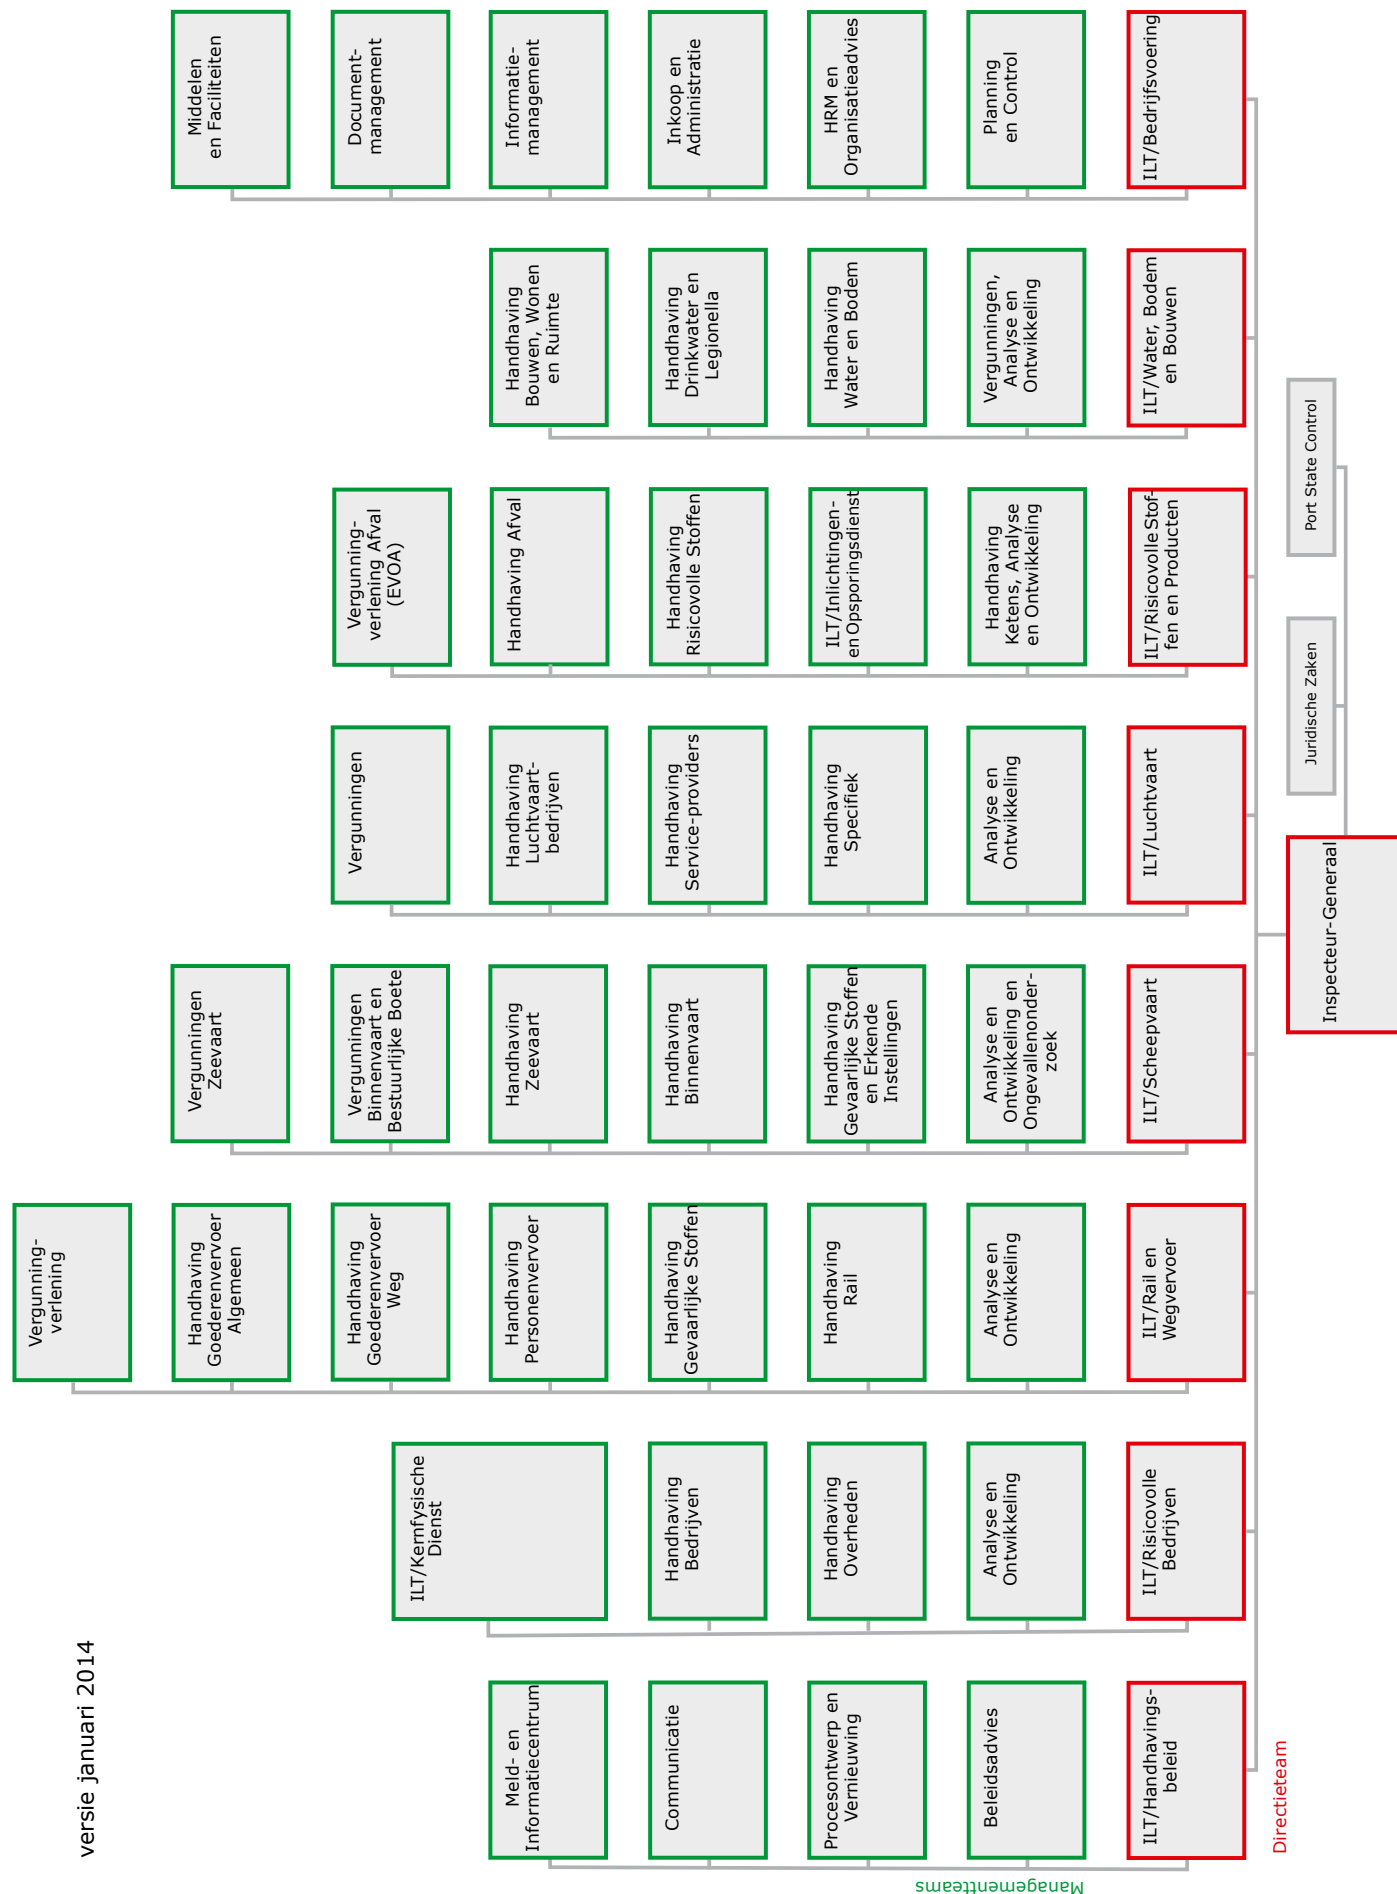 versie januari 2014
Inspecteur-Generaal
Juridische Zaken
Port State Control
Directieteam
Managementteams
ILT/Handhavings-
beleid
Beleidsadvies
Procesontwerp en
Vernieuwing
Communicatie
Meld- en
Informatiecentrum
ILT/Risicovolle
Bedrijven
Analyse en
Ontwikkeling
Handhaving
Overheden
Handhaving
Bedrijven
ILT/Kernfysische
Dienst
ILT/Rail en
Wegvervoer
Analyse en
Ontwikkeling
Handhaving
Rail
Handhaving
Gevaarlijke Stoffen
Handhaving
Personenvervoer
Handhaving
Goederenvervoer
Weg
Handhaving
Goederenvervoer
Algemeen
Vergunning-
verlening
ILT/Scheepvaart
Analyse en
Ontwikkeling en
Ongevallenonder-
zoek
Handhaving
Gevaarlijke Stoffen
en Erkende
Instellingen
Handhaving
Binnenvaart
Handhaving
Zeevaart
Vergunningen
Binnenvaart en
Bestuurlijke Boete
Vergunningen
Zeevaart
ILT/Luchtvaart
Analyse en
Ontwikkeling
Handhaving
Specifiek
Handhaving
Service-providers
Handhaving
Luchtvaart-
bedrijven
Vergunningen
ILT/Risicovolle Stof-
fen en Producten
Handhaving
Ketens, Analyse
en Ontwikkeling
ILT/Inlichtingen-
en Opsporingsdienst
Handhaving
Risicovolle Stoffen
Handhaving Afval
Vergunning-
verlening Afval
(EVOA)
ILT/Water, Bodem
en Bouwen
Vergunningen,
Analyse en
Ontwikkeling
Handhaving
Water en Bodem
Handhaving
Drinkwater en
Legionella
Handhaving
Bouwen, Wonen
en Ruimte
ILT/Bedrijfsvoering
Planning
en Control
HRM en
Organisatieadvies
Inkoop en
Administratie
Informatie-
management
Document-
management
Middelen
en Faciliteiten